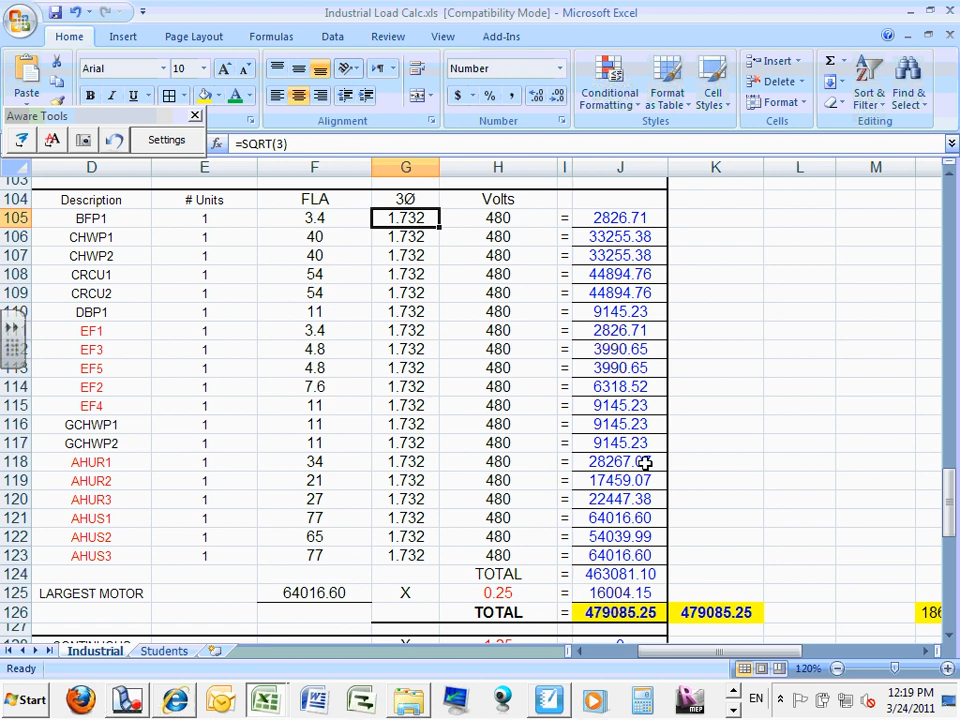 Industrial Load Calc.xls [Compatibility Mode] - Microsoft Excel
Home Insert Page Layout Formulas Data Review View Add-Ins
Paste Arial 10 A A Number Conditional Formatting Format as Table Cell Styles Insert Delete Format Sort & Filter Find & Select
B I U A $ % ,
Alignment Number Styles Cells Editing
Aware Tools
Settings
fx =SQRT(3)
D E F G H I J K L M
103
104 Description # Units FLA 3Ø Volts
105 BFP1 1 3.4 1.732 480 = 2826.71
106 CHWP1 1 40 1.732 480 = 33255.38
107 CHWP2 1 40 1.732 480 = 33255.38
108 CRCU1 1 54 1.732 480 = 44894.76
109 CRCU2 1 54 1.732 480 = 44894.76
110 DBP1 1 11 1.732 480 = 9145.23
EF1 1 3.4 1.732 480 = 2826.71
EF3 1 4.8 1.732 480 = 3990.65
EF5 1 4.8 1.732 480 = 3990.65
114 EF2 1 7.6 1.732 480 = 6318.52
115 EF4 1 11 1.732 480 = 9145.23
116 GCHWP1 1 11 1.732 480 = 9145.23
117 GCHWP2 1 11 1.732 480 = 9145.23
118 AHUR1 1 34 1.732 480 =
119 AHUR2 1 21 1.732 480 = 17459.07
120 AHUR3 1 27 1.732 480 = 22447.38
121 AHUS1 1 77 1.732 480 = 64016.60
122 AHUS2 1 65 1.732 480 = 54039.99
123 AHUS3 1 77 1.732 480 = 64016.60
124 TOTAL = 463081.10
125 LARGEST MOTOR 64016.60 X 0.25 = 16004.15
126 TOTAL = 479085.25 479085.25
127
Industrial Students
Ready 120%
Start EN 12:19 PM
3/24/2011